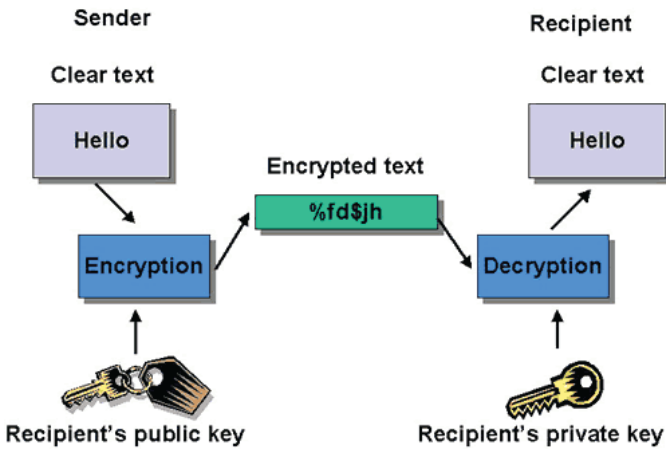 Sender
Recipient
Clear text
Clear text
Hello
Hello
Encrypted text
%fd$jh
Encryption
Decryption
Recipient's public key
Recipient's private key